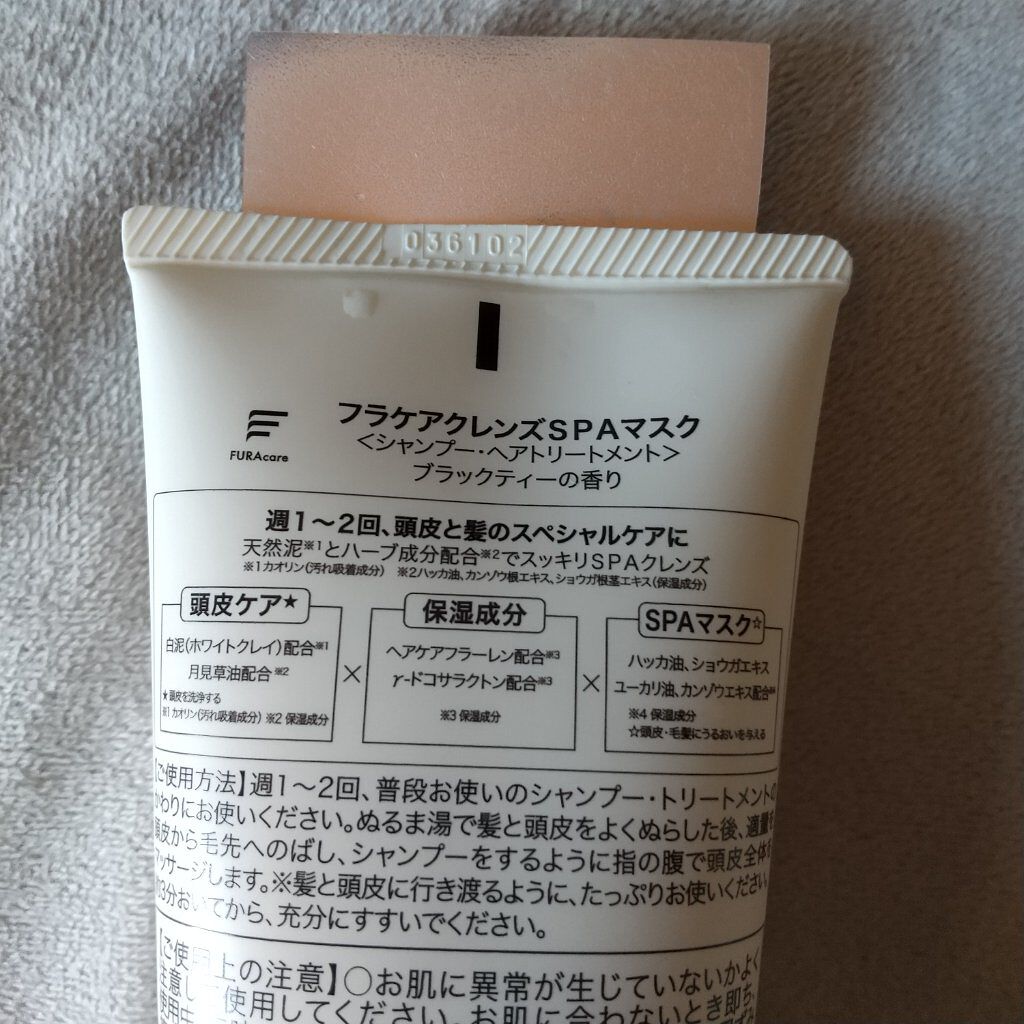 036102
フラケアクレンズSPAマスク
<シャンプー・ヘアトリートメント>
ブラックティーの香り
FURAcare
週1～2回、頭皮と髪のスペシャルケアに
天然泥※1とハーブ成分配合※2でスッキリSPAクレンズ
※1カオリン(汚れ吸着成分) ※2ハッカ油、カンゾウ根エキス、ショウガ根茎エキス(保湿成分)
頭皮ケア★
白泥(ホワイトクレイ)配合※1
月見草油配合※2
★頭皮を洗浄する
※1 カオリン(汚れ吸着成分) ※2 保湿成分
×
保湿成分
ヘアケアフラーレン配合※3
γ-ドコサラクトン配合※3
※3 保湿成分
×
SPAマスク☆
ハッカ油、ショウガエキス
ユーカリ油、カンゾウエキス配合※4
※4 保湿成分
☆頭皮・毛髪にうるおいを与える
【ご使用方法】週1～2回、普段お使いのシャンプー・トリートメントの
かわりにお使いください。ぬるま湯で髪と頭皮をよくぬらした後、適量を
頭皮から毛先へのばし、シャンプーをするように指の腹で頭皮全体を
マッサージします。※髪と頭皮に行き渡るように、たっぷりお使いください。
03分おいてから、充分にすすいでください。
【ご使用上の注意】○お肌に異常が生じていないかよく
注意して使用してください。お肌に合わないとき即ち、
使用中